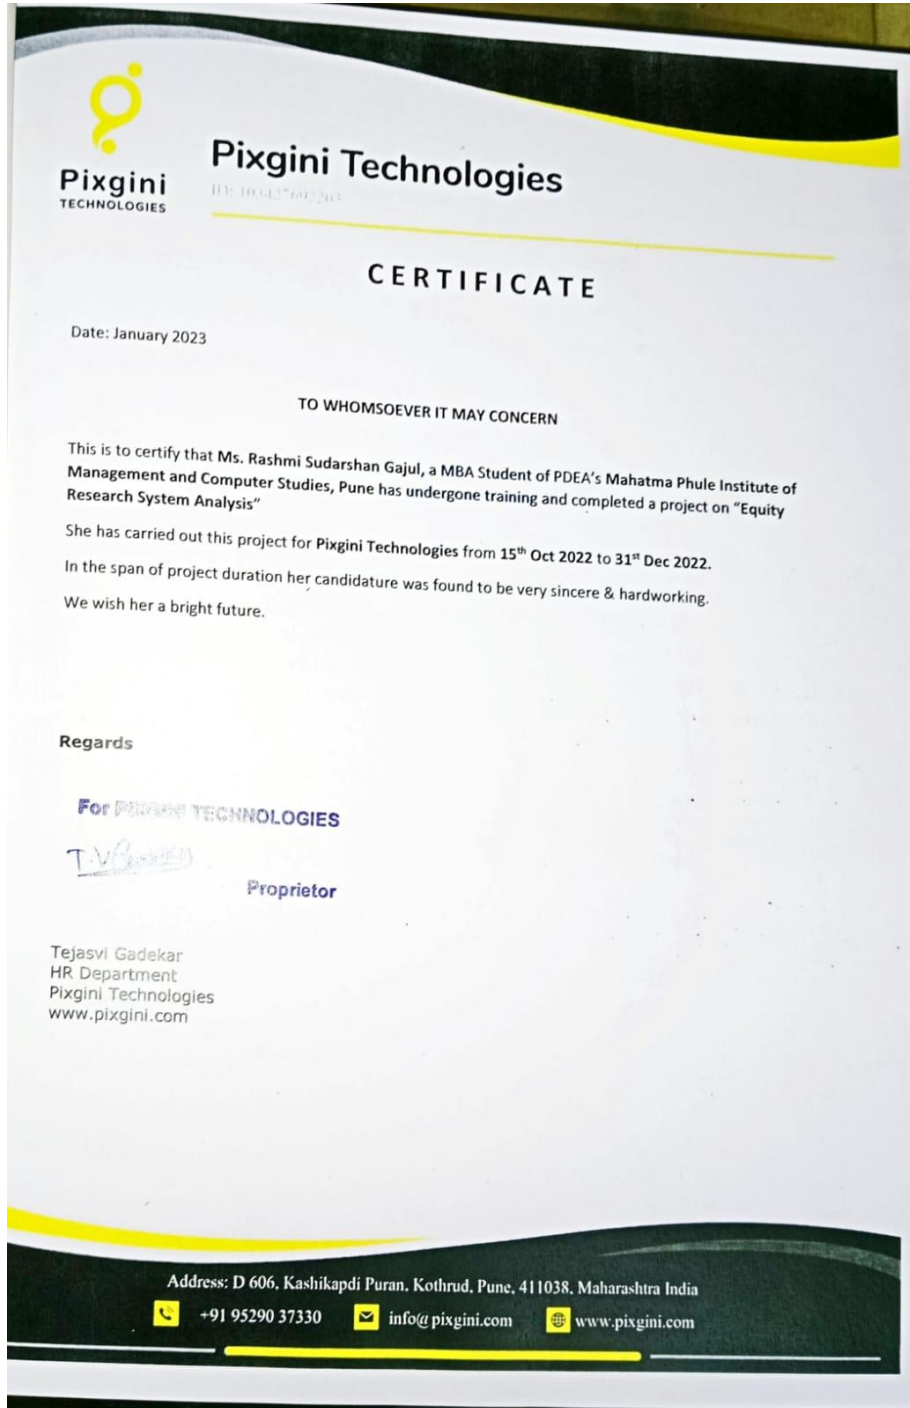 Pixgini
TECHNOLOGIES
Pixgini Technologies
CERTIFICATE
Date: January 2023
TO WHOMSOEVER IT MAY CONCERN
This is to certify that Ms. Rashmi Sudarshan Gajul, a MBA Student of PDEA's Mahatma Phule Institute of
Management and Computer Studies, Pune has undergone training and completed a project on “Equity
Research System Analysis”
She has carried out this project for Pixgini Technologies from 15th Oct 2022 to 31st Dec 2022.
In the span of project duration her candidature was found to be very sincere & hardworking.
We wish her a bright future.
Regards
For PIXGINI TECHNOLOGIES
Proprietor
Tejasvi Gadekar
HR Department
Pixgini Technologies
www.pixgini.com
Address: D 606, Kashikapdi Puran, Kothrud, Pune, 411038, Maharashtra India
+91 95290 37330 info@pixgini.com www.pixgini.com